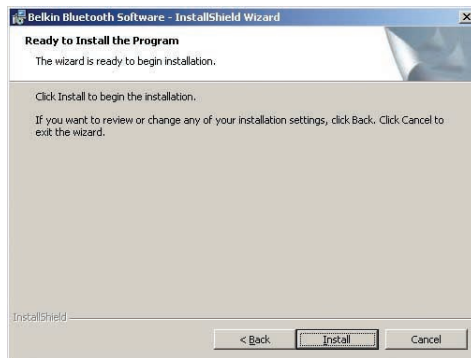 Belkin Bluetooth Software - InstallShield Wizard
Ready to Install the Program
The wizard is ready to begin installation.
Click Install to begin the installation.
If you want to review or change any of your installation settings, click Back. Click Cancel to
exit the wizard.
InstallShield
< Back Install Cancel